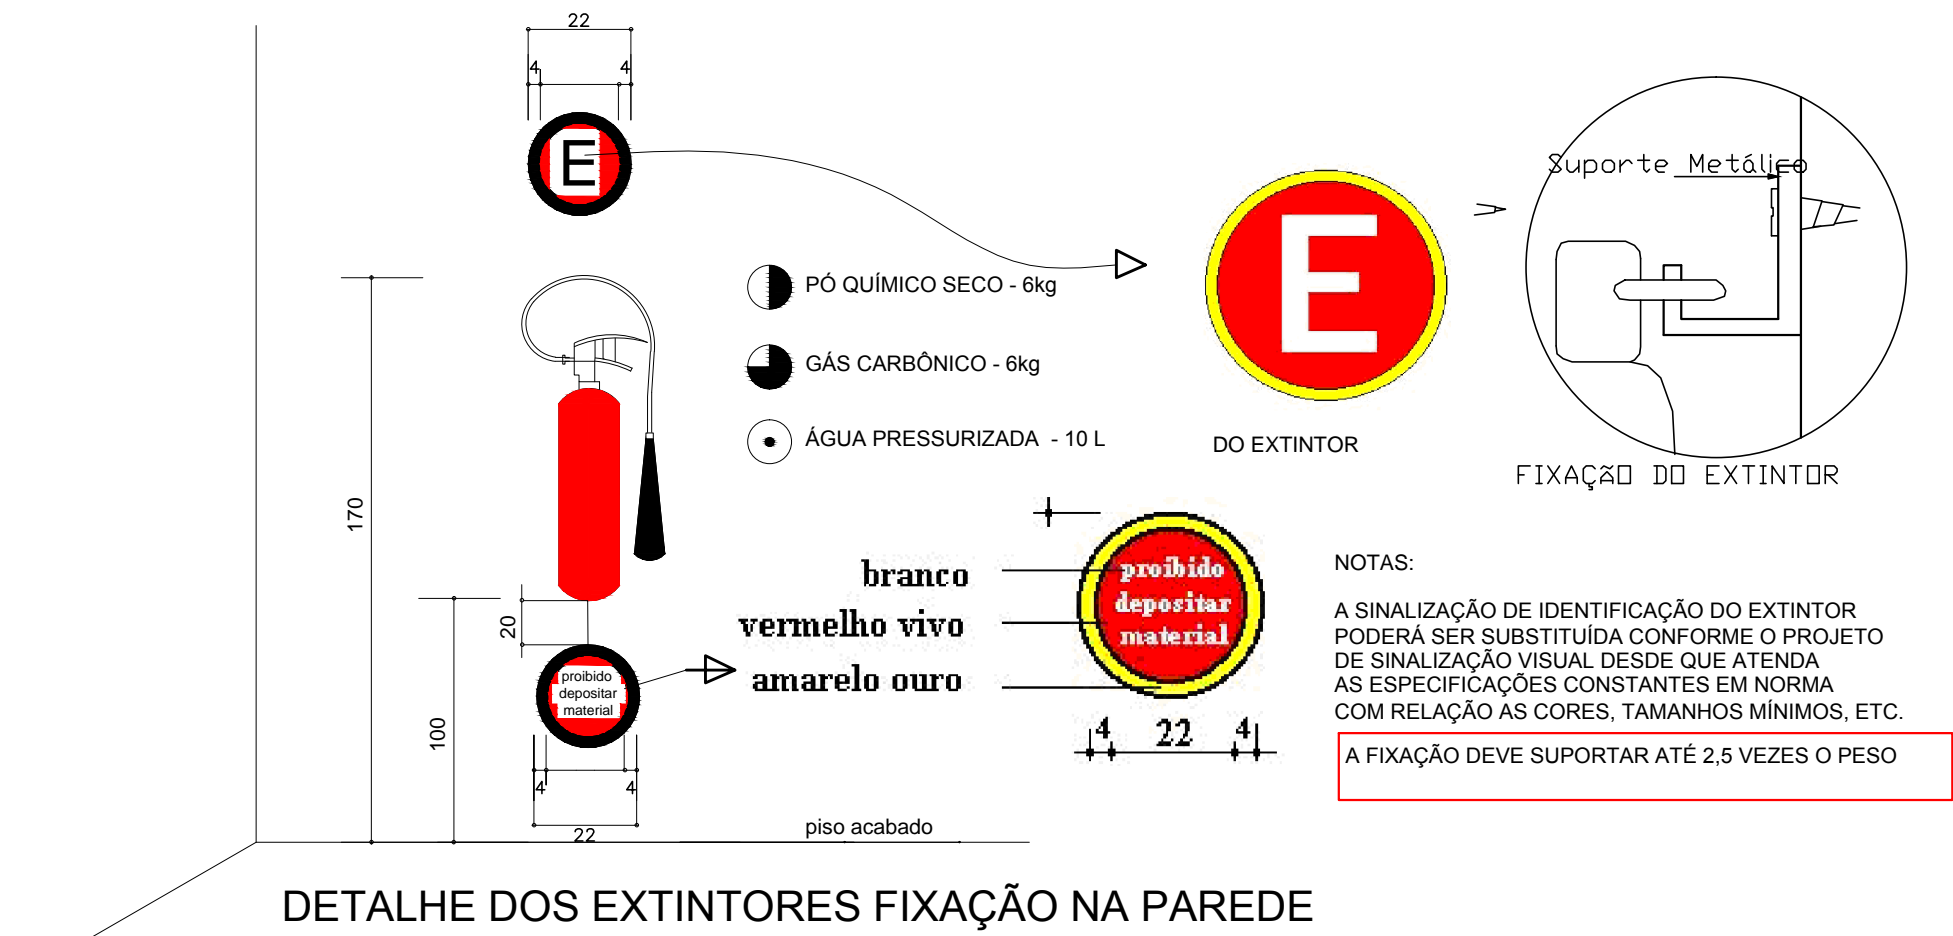 22
4
4
E
E
Suporte Metálico
PÓ QUÍMICO SECO - 6kg
GÁS CARBÔNICO - 6kg
ÁGUA PRESSURIZADA - 10 L
DO EXTINTOR
FIXAÇÃO DO EXTINTOR
170
20
100
proibido
depositar
material
4
4
22
branco
vermelho vivo
amarelo ouro
proibido
depositar
material
4
22
4
NOTAS:
A SINALIZAÇÃO DE IDENTIFICAÇÃO DO EXTINTOR
PODERÁ SER SUBSTITUÍDA CONFORME O PROJETO
DE SINALIZAÇÃO VISUAL DESDE QUE ATENDA
AS ESPECIFICAÇÕES CONSTANTES EM NORMA
COM RELAÇÃO AS CORES, TAMANHOS MÍNIMOS, ETC.
A FIXAÇÃO DEVE SUPORTAR ATÉ 2,5 VEZES O PESO
piso acabado
DETALHE DOS EXTINTORES FIXAÇÃO NA PAREDE